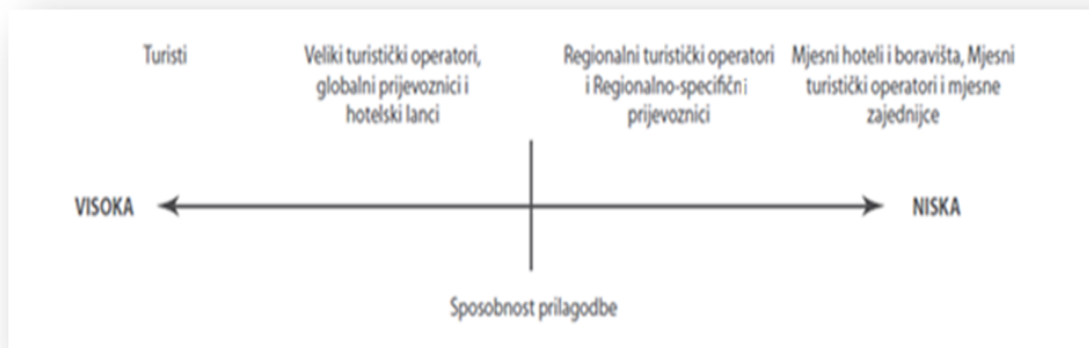 Turisti
Veliki turistički operatori,
globalni prijevoznici i
hotelski lanci
Regionalni turistički operatori
i Regionalno-specifični
prijevoznici
Mjesni hoteli i boravišta, Mjesni
turistički operatori i mjesne
zajednijce
VISOKA
NISKA
Sposobnost prilagodbe